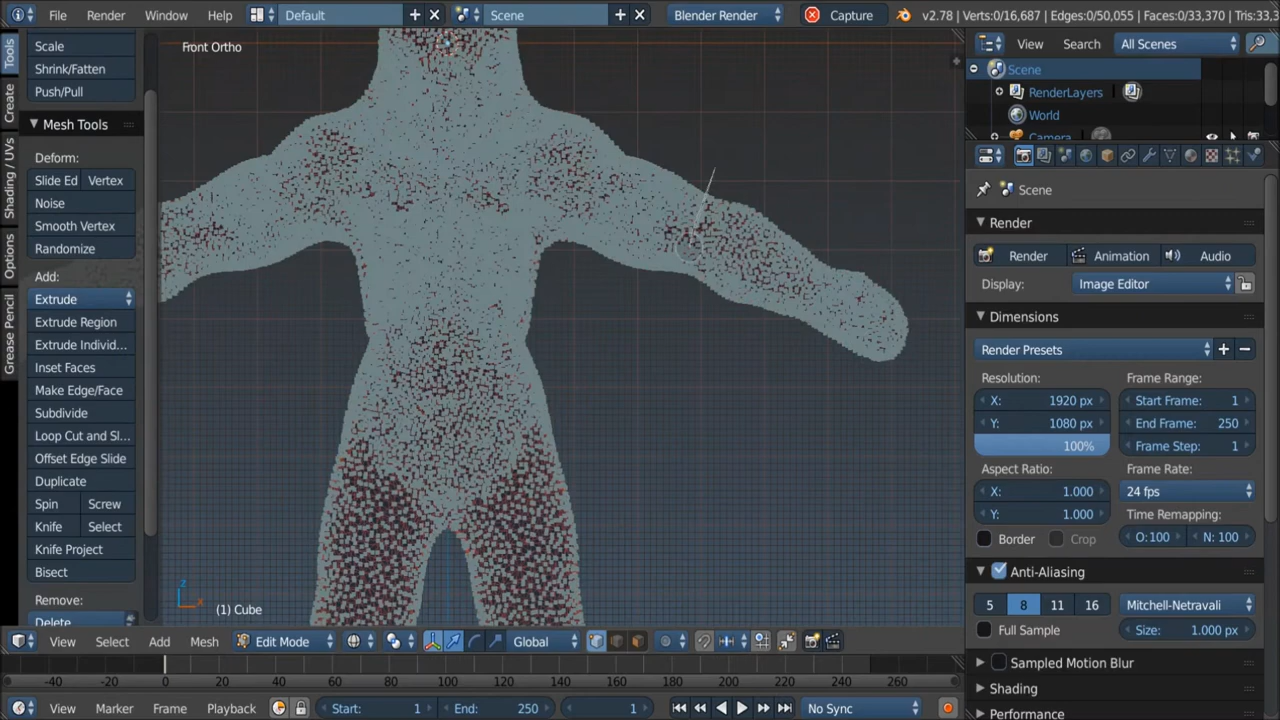 File Render Window Help Default Scene Blender Render Capture v2.78 | Verts:0/16,687 | Edges:0/50,055 | Faces:0/33,370 | Tris:33,3
Tools
Create
Shading / UVs
Options
Grease Pencil
Scale
Shrink/Fatten
Push/Pull
Mesh Tools
Deform:
Slide Ed Vertex
Noise
Smooth Vertex
Randomize
Add:
Extrude
Extrude Region
Extrude Individ...
Inset Faces
Make Edge/Face
Subdivide
Loop Cut and Sl...
Offset Edge Slide
Duplicate
Spin Screw
Knife Select
Knife Project
Bisect
Remove:
Delete
Front Ortho
z
x
(1) Cube
View Select Add Mesh Edit Mode Global
-40 -20 0 20 40 60 80 100 120 140 160 180 200 220 240 260
View Marker Frame Playback Start: 1 End: 250 1 No Sync
View Search All Scenes
Scene
RenderLayers
World
Camera
Scene
Render
Render Animation Audio
Display: Image Editor
Dimensions
Render Presets
Resolution: Frame Range:
X: 1920 px Start Frame: 1
Y: 1080 px End Frame: 250
100% Frame Step: 1
Aspect Ratio: Frame Rate:
X: 1.000 24 fps
Y: 1.000 Time Remapping:
Border Crop O:100 N: 100
Anti-Aliasing
5 8 11 16 Mitchell-Netravali
Full Sample Size: 1.000 px
Sampled Motion Blur
Shading
Performance